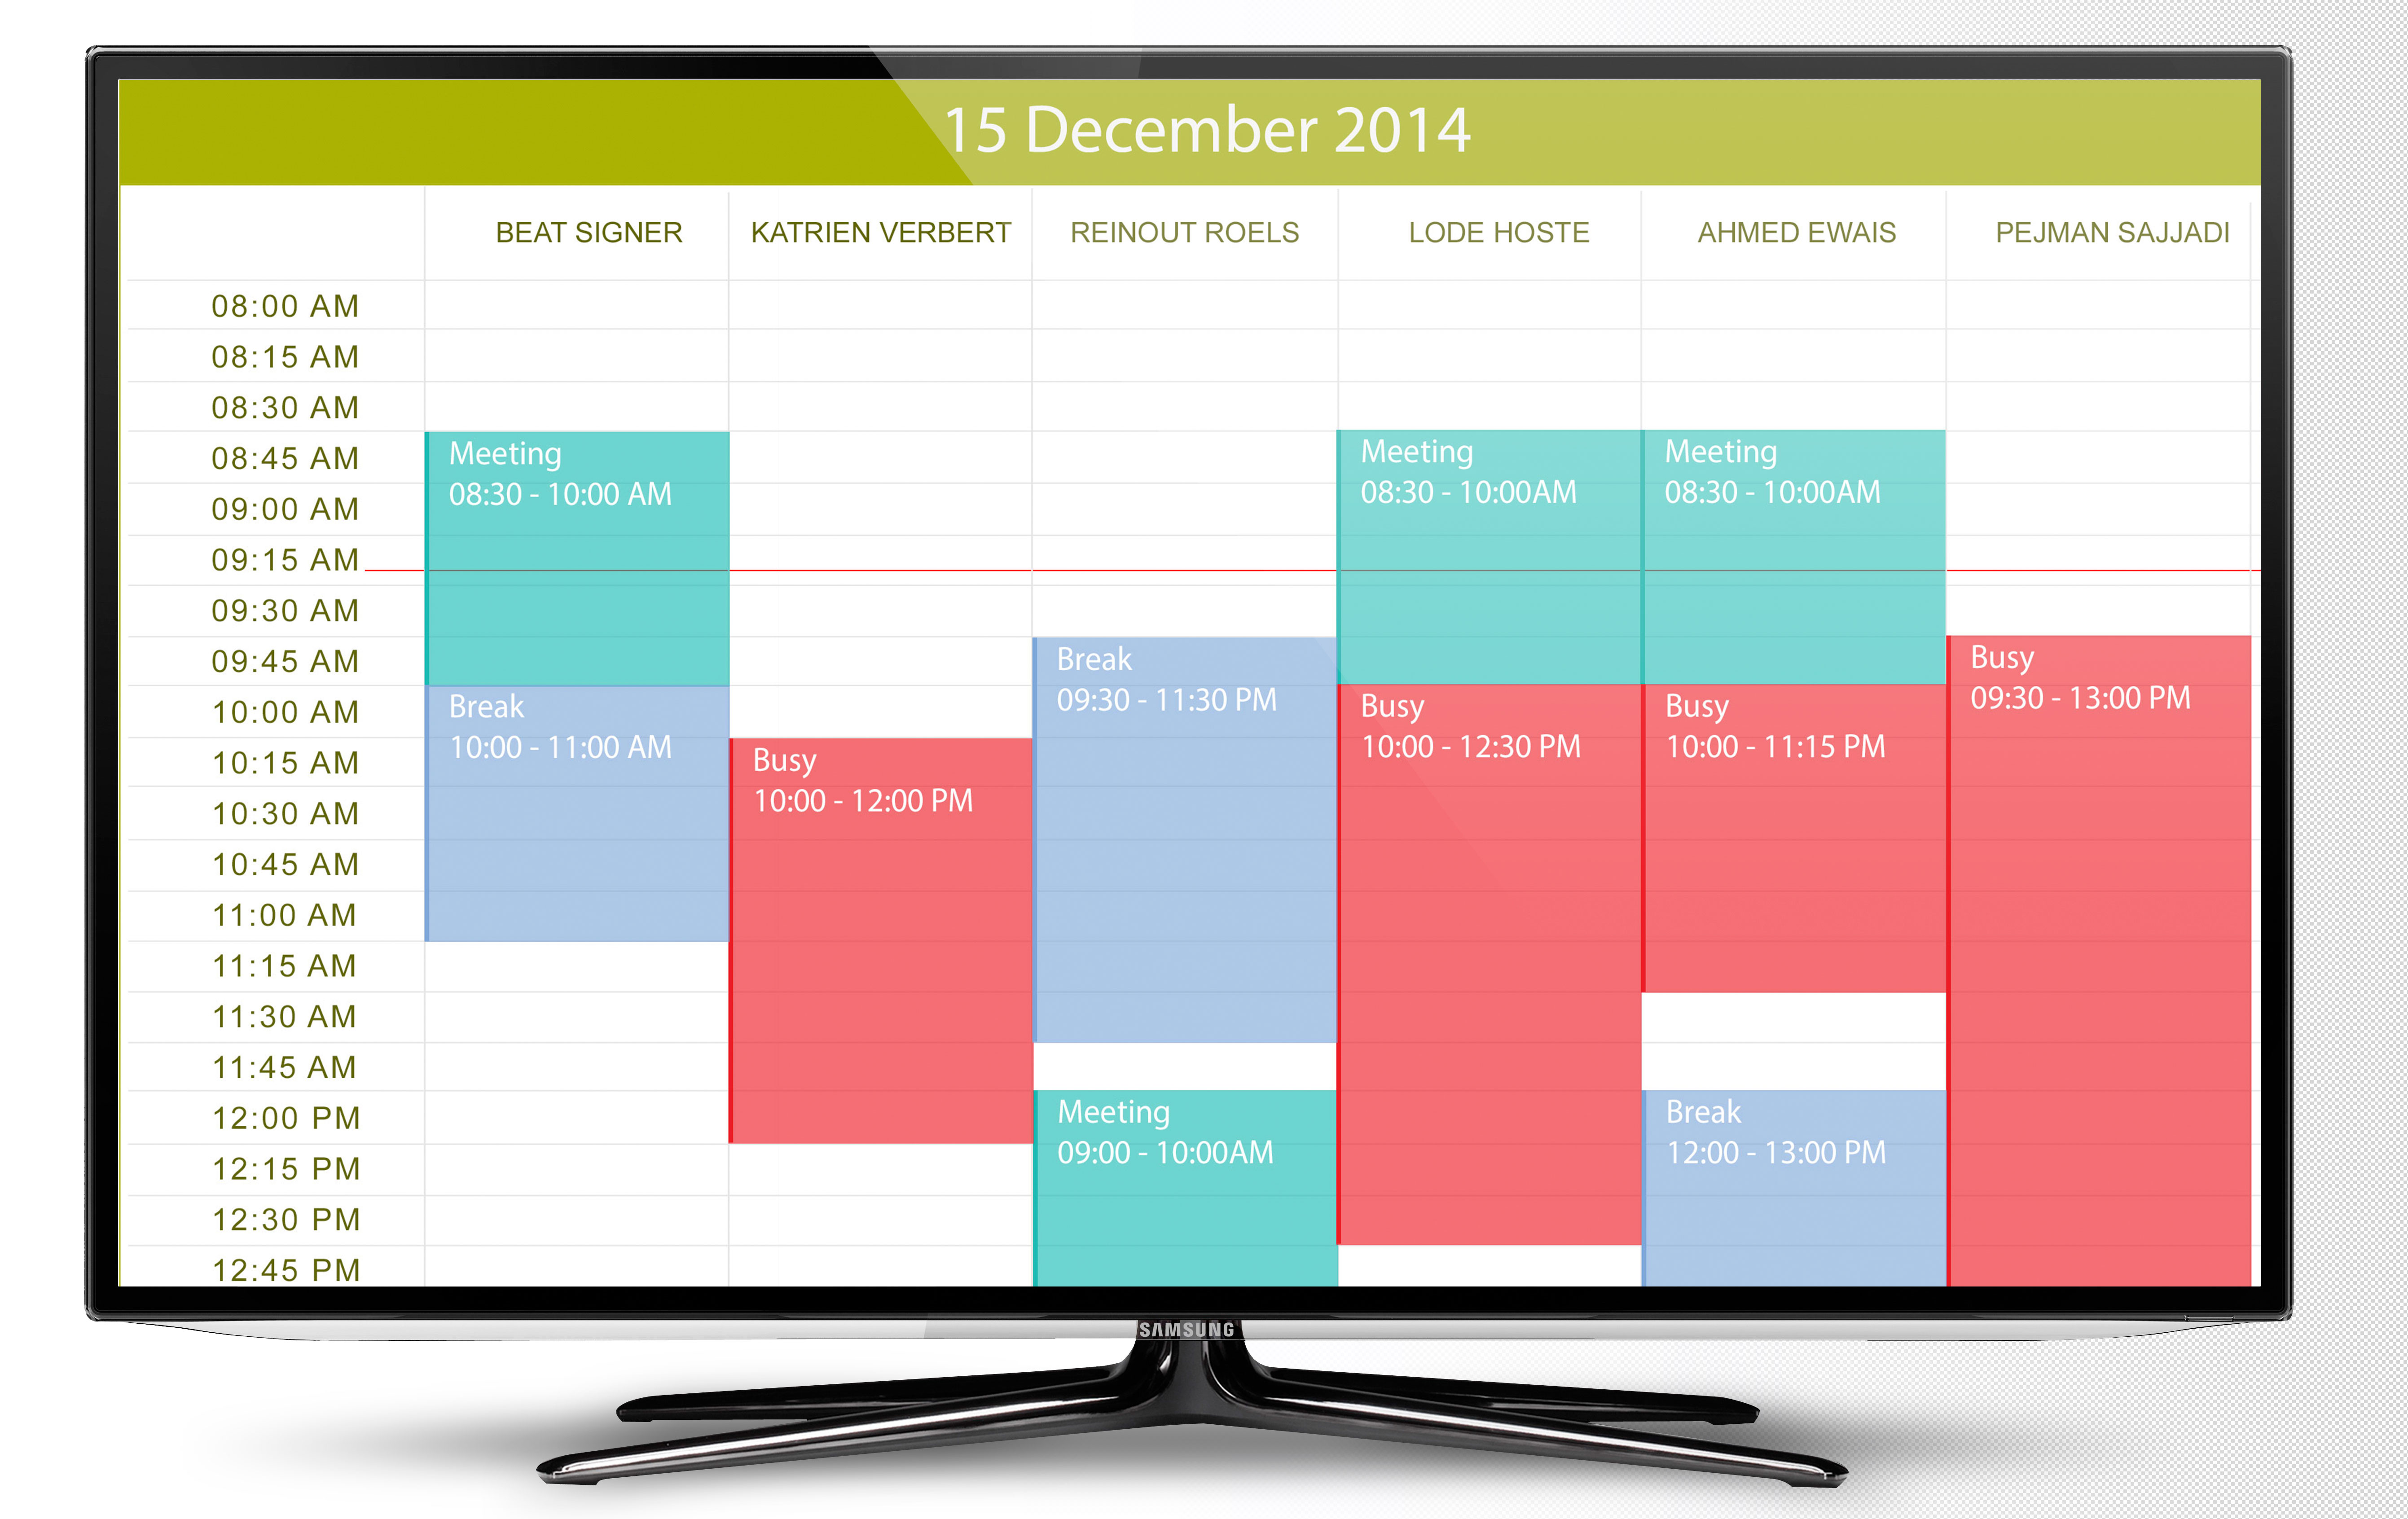 15 December 2014
BEAT SIGNER KATRIEN VERBERT REINOUT ROELS LODE HOSTE AHMED EWAIS PEJMAN SAJJADI
08:00 AM
08:15 AM
08:30 AM
08:45 AM
09:00 AM
09:15 AM
09:30 AM
09:45 AM
10:00 AM
10:15 AM
10:30 AM
10:45 AM
11:00 AM
11:15 AM
11:30 AM
11:45 AM
12:00 PM
12:15 PM
12:30 PM
12:45 PM
Meeting
08:30 - 10:00 AM
Break
10:00 - 11:00 AM
Busy
10:00 - 12:00 PM
Break
09:30 - 11:30 PM
Meeting
09:00 - 10:00AM
Meeting
08:30 - 10:00AM
Busy
10:00 - 12:30 PM
Meeting
08:30 - 10:00AM
Busy
10:00 - 11:15 PM
Break
12:00 - 13:00 PM
Busy
09:30 - 13:00 PM
SAMSUNG